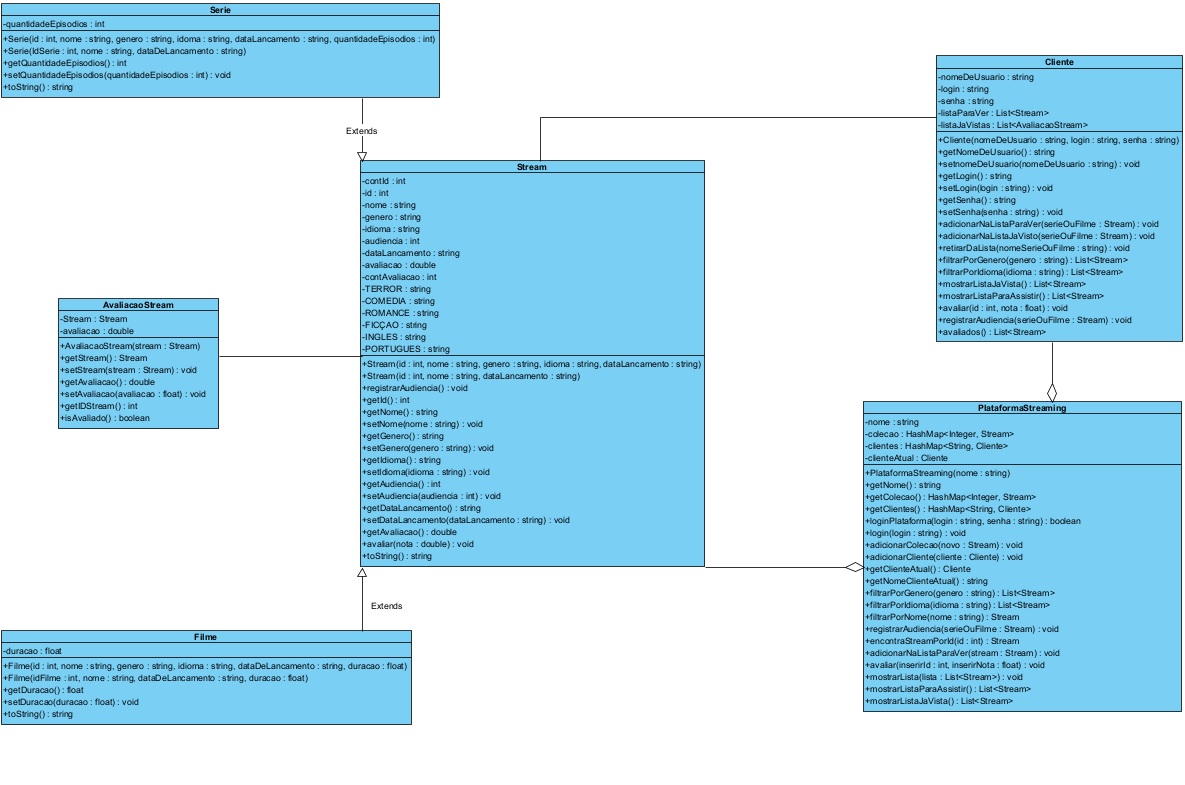 Serie
-quantidadeEpisodios : int
+Serie(id : int, nome : string, genero : string, idoma : string, dataLancamento : string, quantidadeEpisodios : int)
+Serie(IdSerie : int, nome : string, dataDeLancamento : string)
+getQuantidadeEpisodios() : int
+setQuantidadeEpisodios(quantidadeEpisodios : int) : void
+toString() : string
Extends
Cliente
-nomeDeUsuario : string
-login : string
-senha : string
-listaParaVer : List<Stream>
-listaJaVistas : List<AvaliacaoStream>
+Cliente(nomeDeUsuario : string, login : string, senha : string)
+getNomeDeUsuario() : string
+setnomeDeUsuario(nomeDeUsuario : string) : void
+getLogin() : string
+setLogin(login : string) : void
+getSenha() : string
+setSenha(senha : string) : void
+adicionarNaListaParaVer(serieOuFilme : Stream) : void
+adicionarNaListaJaVisto(serieOuFilme : Stream) : void
+retirarDaLista(nomeSerieOuFilme : string) : void
+filtrarPorGenero(genero : string) : List<Stream>
+filtrarPorIdioma(idioma : string) : List<Stream>
+mostrarListaJaVista() : List<Stream>
+mostrarListaParaAssistir() : List<Stream>
+avaliar(id : int, nota : float) : void
+registrarAudiencia(serieOuFilme : Stream) : void
+avaliados() : List<Stream>
Stream
-contId : int
-id : int
-nome : string
-genero : string
-idioma : string
-audiencia : int
-dataLancamento : string
-avaliacao : double
-contAvaliacao : int
-TERROR : string
-COMEDIA : string
-ROMANCE : string
-FICÇAO : string
-INGLES : string
-PORTUGUES : string
+Stream(id : int, nome : string, genero : string, idioma : string, dataLancamento : string)
+Stream(id : int, nome : string, dataLancamento : string)
+registrarAudiencia() : void
+getId() : int
+getNome() : string
+setNome(nome : string) : void
+getGenero() : string
+setGenero(genero : string) : void
+getIdioma() : string
+setIdioma(idioma : string) : void
+getAudiencia() : int
+setAudiencia(audiencia : int) : void
+getDataLancamento() : string
+setDataLancamento(dataLancamento : string) : void
+getAvaliacao() : double
+avaliar(nota : double) : void
+toString() : string
AvaliacaoStream
-Stream : Stream
-avaliacao : double
+AvaliacaoStream(stream : Stream)
+getStream() : Stream
+setStream(stream : Stream) : void
+getAvaliacao() : double
+setAvaliacao(avaliacao : float) : void
+getIDStream() : int
+isAvaliado() : boolean
PlataformaStreaming
-nome : string
-colecao : HashMap<Integer, Stream>
-clientes : HashMap<String, Cliente>
-clienteAtual : Cliente
+PlataformaStreaming(nome : string)
+getNome() : string
+getColecao() : HashMap<Integer, Stream>
+getClientes() : HashMap<String, Cliente>
+loginPlataforma(login : string, senha : string) : boolean
+login(login : string) : void
+adicionarColecao(novo : Stream) : void
+adicionarCliente(cliente : Cliente) : void
+getClienteAtual() : Cliente
+getNomeClienteAtual() : string
+filtrarPorGenero(genero : string) : List<Stream>
+filtrarPorIdioma(idioma : string) : List<Stream>
+filtrarPorNome(nome : string) : Stream
+registrarAudiencia(serieOuFilme : Stream) : void
+encontraStreamPorId(id : int) : Stream
+adicionarNaListaParaVer(stream : Stream) : void
+avaliar(inserirId : int, inserirNota : float) : void
+mostrarLista(lista : List<Stream>) : void
+mostrarListaParaAssistir() : List<Stream>
+mostrarListaJaVista() : List<Stream>
Extends
Filme
-duracao : float
+Filme(id : int, nome : string, genero : string, idioma : string, dataDeLancamento : string, duracao : float)
+Filme(idFilme : int, nome : string, dataDeLancamento : string, duracao : float)
+getDuracao() : float
+setDuracao(duracao : float) : void
+toString() : string